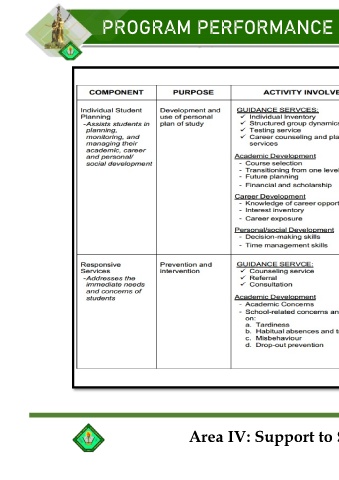 PROGRAM PERFORMANCE
COMPONENT
PURPOSE
ACTIVITY INVOLVE
Individual Student
Planning
-Assists students in
planning,
monitoring, and
managing their
academic, career
and personal/
social development
Development and
use of personal
plan of study
GUIDANCE SERVCES:
✓ Individual Inventory
✓ Structured group dynamics
✓ Testing service
✓ Career counseling and pla
services
Academic Development
- Course selection
- Transitioning from one level
- Future planning
- Financial and scholarship
Career Development
- Knowledge of career opport
- Interest inventory
- Career exposure
Personal/social Development
- Decision-making skills
- Time management skills
Responsive
Services
-Addresses the
immediate needs
and concerns of
students
Prevention and
intervention
GUIDANCE SERVCE:
✓ Counseling service
✓ Referral
✓ Consultation
Academic Development
- Academic Concerns
- School-related concerns an
on:
a. Tardiness
b. Habitual absences and t
c. Misbehaviour
d. Drop-out prevention
Area IV: Support to S